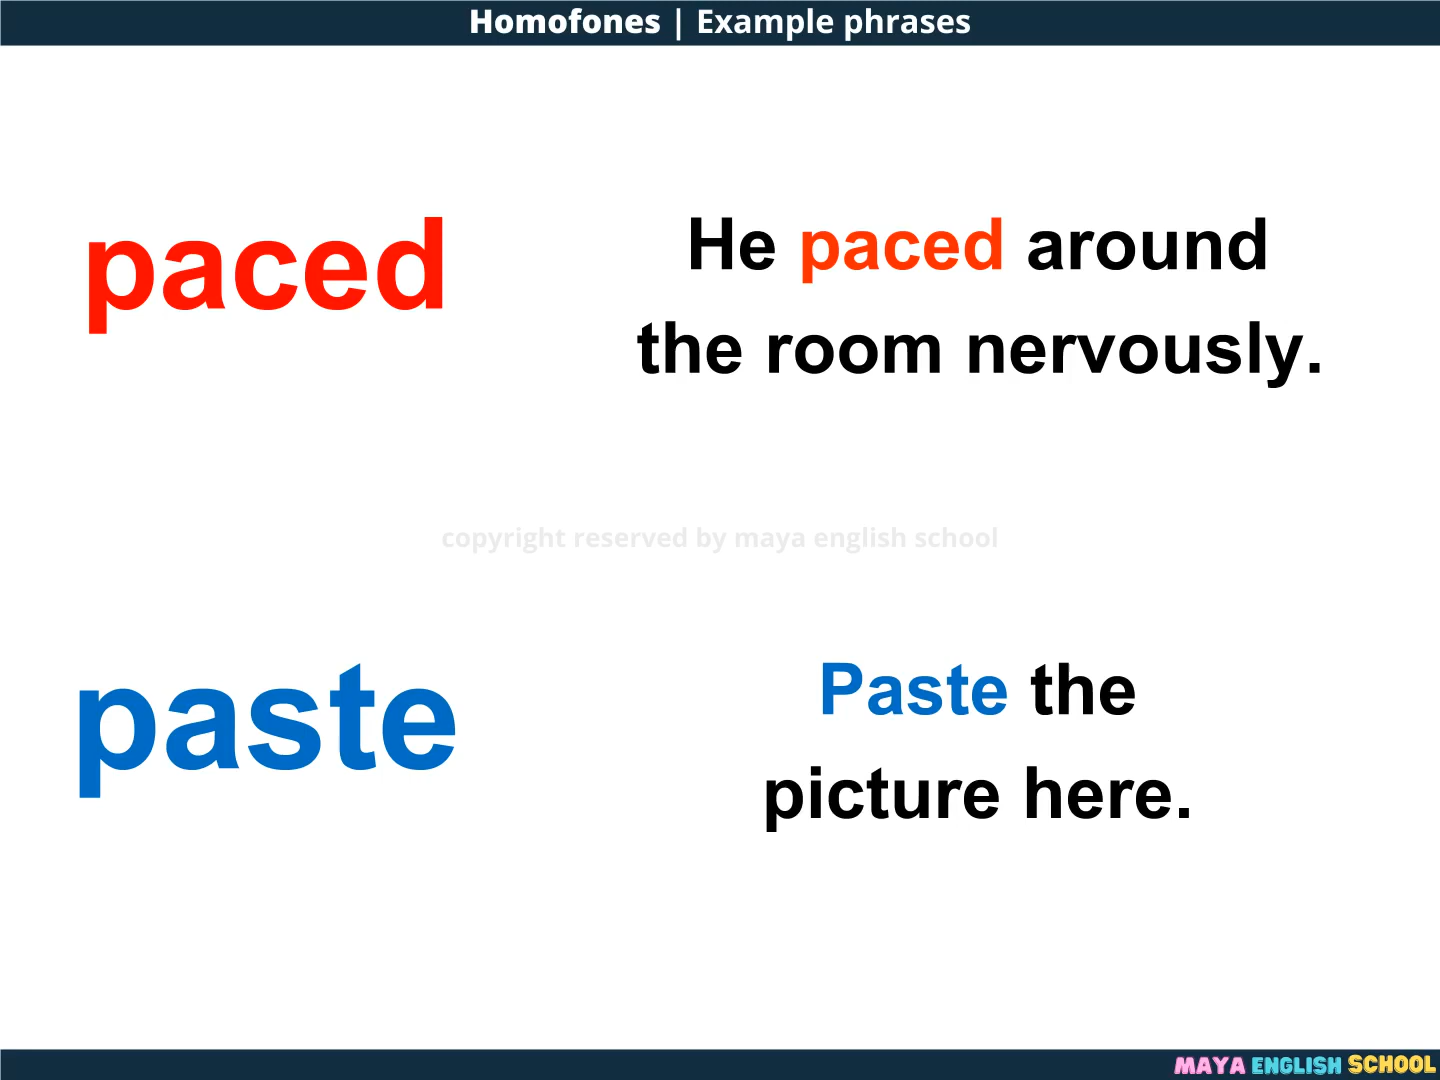 Homofones | Example phrases
paced
He paced around
the room nervously.
copyright reserved by maya english school
paste
Paste the
picture here.
MAYA ENGLISH SCHOOL